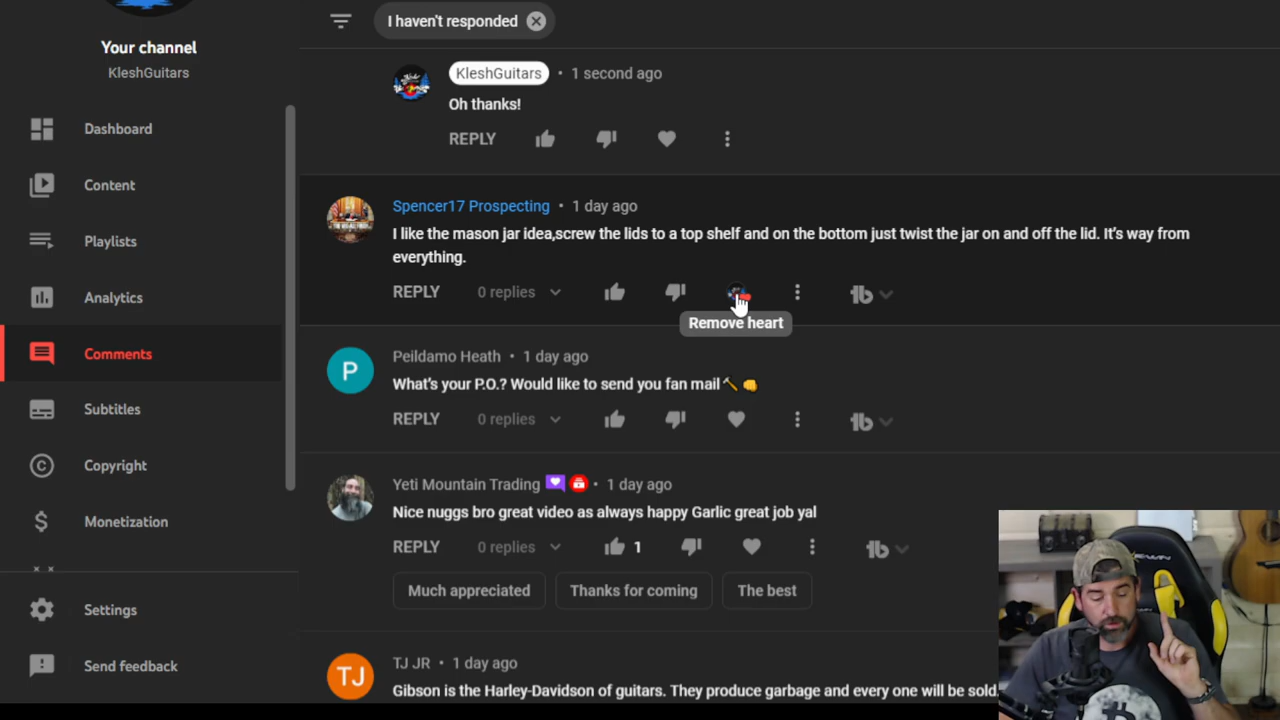 I haven't responded
Your channel
KleshGuitars
Dashboard
Content
Playlists
Analytics
Comments
Subtitles
Copyright
Monetization
Settings
Send feedback
KleshGuitars • 1 second ago
Oh thanks!
REPLY
Spencer17 Prospecting • 1 day ago
I like the mason jar idea,screw the lids to a top shelf and on the bottom just twist the jar on and off the lid. It's way from
everything.
REPLY 0 replies
Remove heart
P
Peildamo Heath • 1 day ago
What's your P.O.? Would like to send you fan mail🔨👊
REPLY 0 replies
Yeti Mountain Trading • 1 day ago
Nice nuggs bro great video as always happy Garlic great job yal
REPLY 0 replies 1
Much appreciated Thanks for coming The best
TJ
TJ JR • 1 day ago
Gibson is the Harley-Davidson of guitars. They produce garbage and every one will be sold.